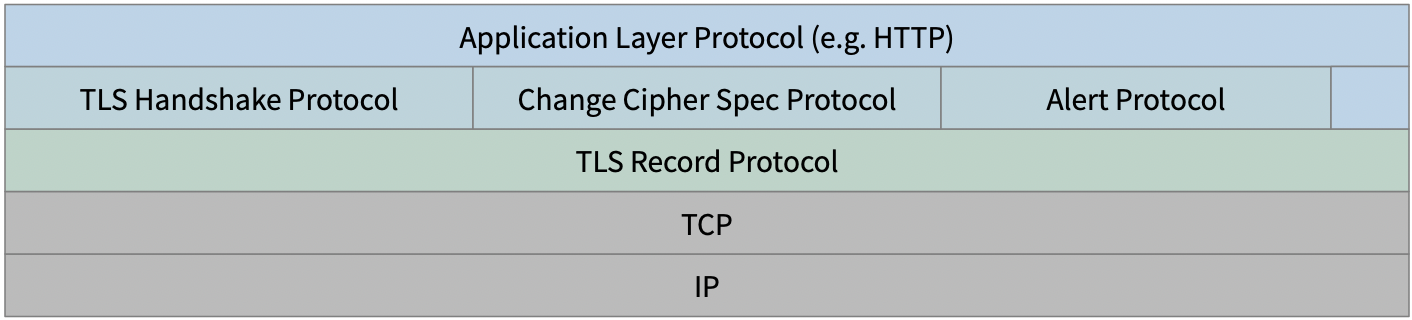 Application Layer Protocol (e.g. HTTP)
TLS Handshake Protocol
Change Cipher Spec Protocol
Alert Protocol
TLS Record Protocol
TCP
IP